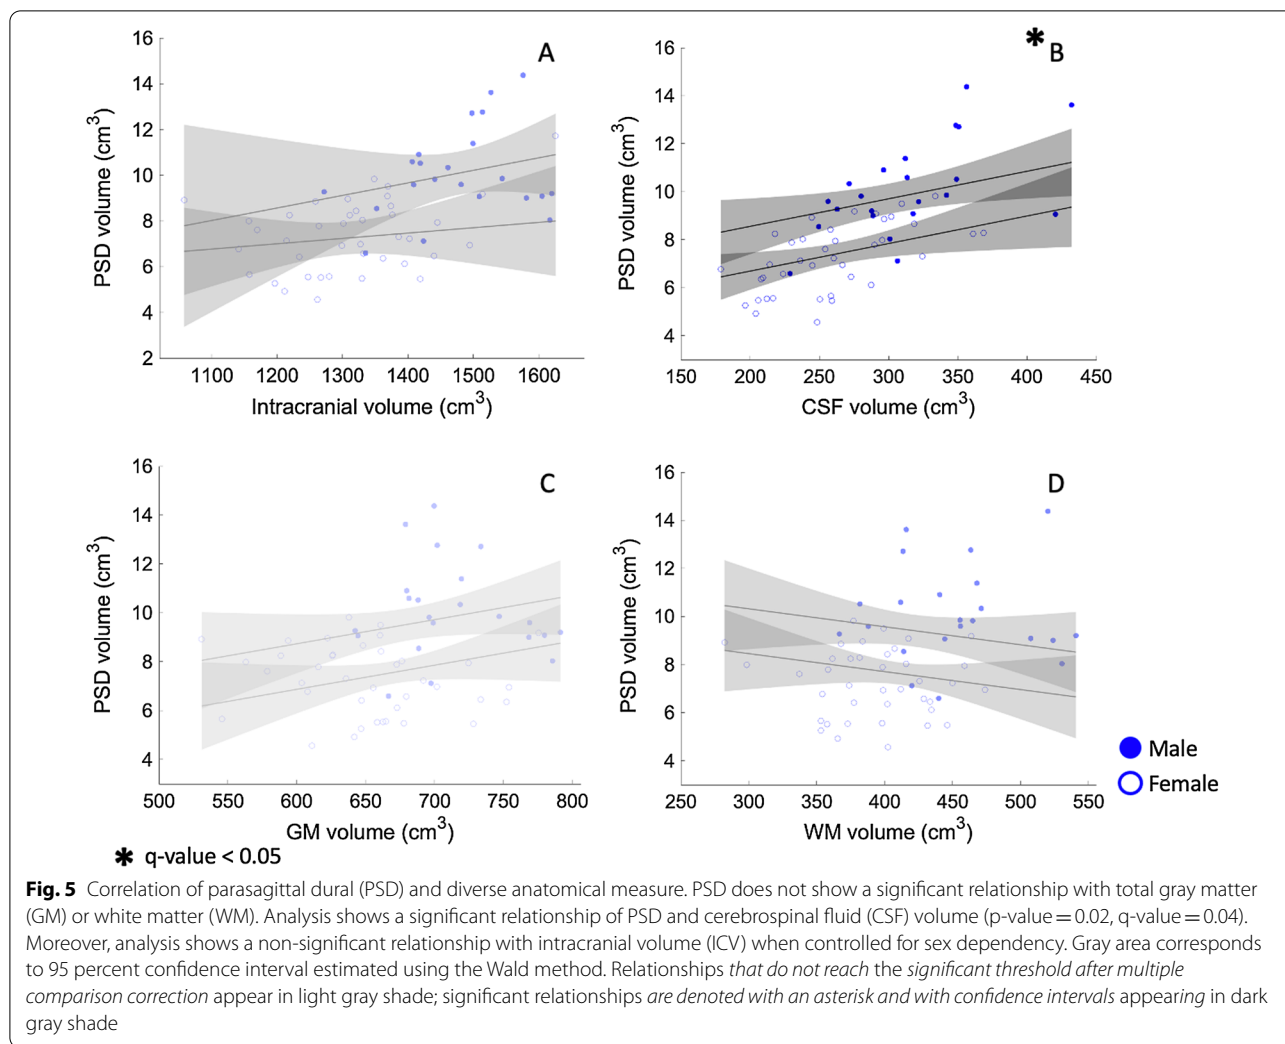 16
14
12
10
8
6
4
2
PSD volume (cm3)
A
1100 1200 1300 1400 1500 1600
Intracranial volume (cm3)
* B
16
14
12
10
8
6
4
PSD volume (cm3)
150 200 250 300 350 400 450
CSF volume (cm3)
16
14
12
10
8
6
4
PSD volume (cm3)
C
500 550 600 650 700 750 800
GM volume (cm3)
16
14
12
10
8
6
4
PSD volume (cm3)
D
250 300 350 400 450 500 550
WM volume (cm3)
Male
Female
* q-value < 0.05
Fig. 5 Correlation of parasagittal dural (PSD) and diverse anatomical measure. PSD does not show a significant relationship with total gray matter
(GM) or white matter (WM). Analysis shows a significant relationship of PSD and cerebrospinal fluid (CSF) volume (p-value = 0.02, q-value = 0.04).
Moreover, analysis shows a non-significant relationship with intracranial volume (ICV) when controlled for sex dependency. Gray area corresponds
to 95 percent confidence interval estimated using the Wald method. Relationships that do not reach the significant threshold after multiple
comparison correction appear in light gray shade; significant relationships are denoted with an asterisk and with confidence intervals appearing in dark
gray shade